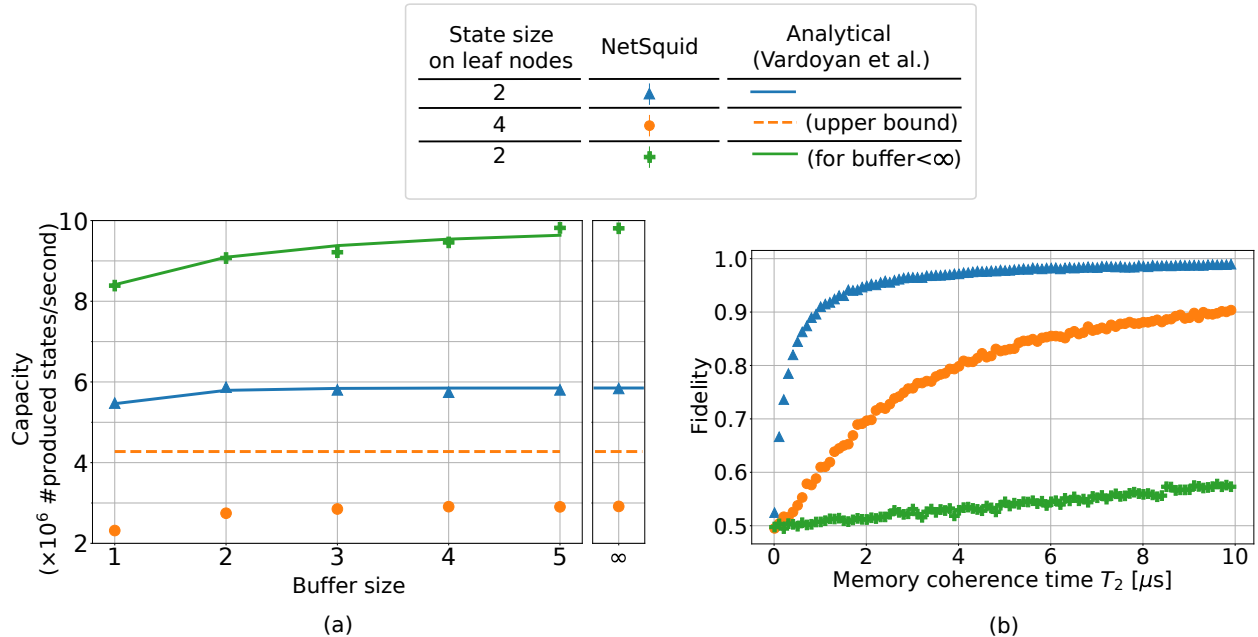 State size
on leaf nodes
NetSquid
Analytical
(Vardoyan et al.)
2
4
(upper bound)
2
(for buffer<∞)
Capacity
(×10⁶ #produced states/second)
10
8
6
4
2
1
2
3
4
5
∞
Buffer size
(a)
Fidelity
1.0
0.9
0.8
0.7
0.6
0.5
0
2
4
6
8
10
Memory coherence time T₂ [μs]
(b)